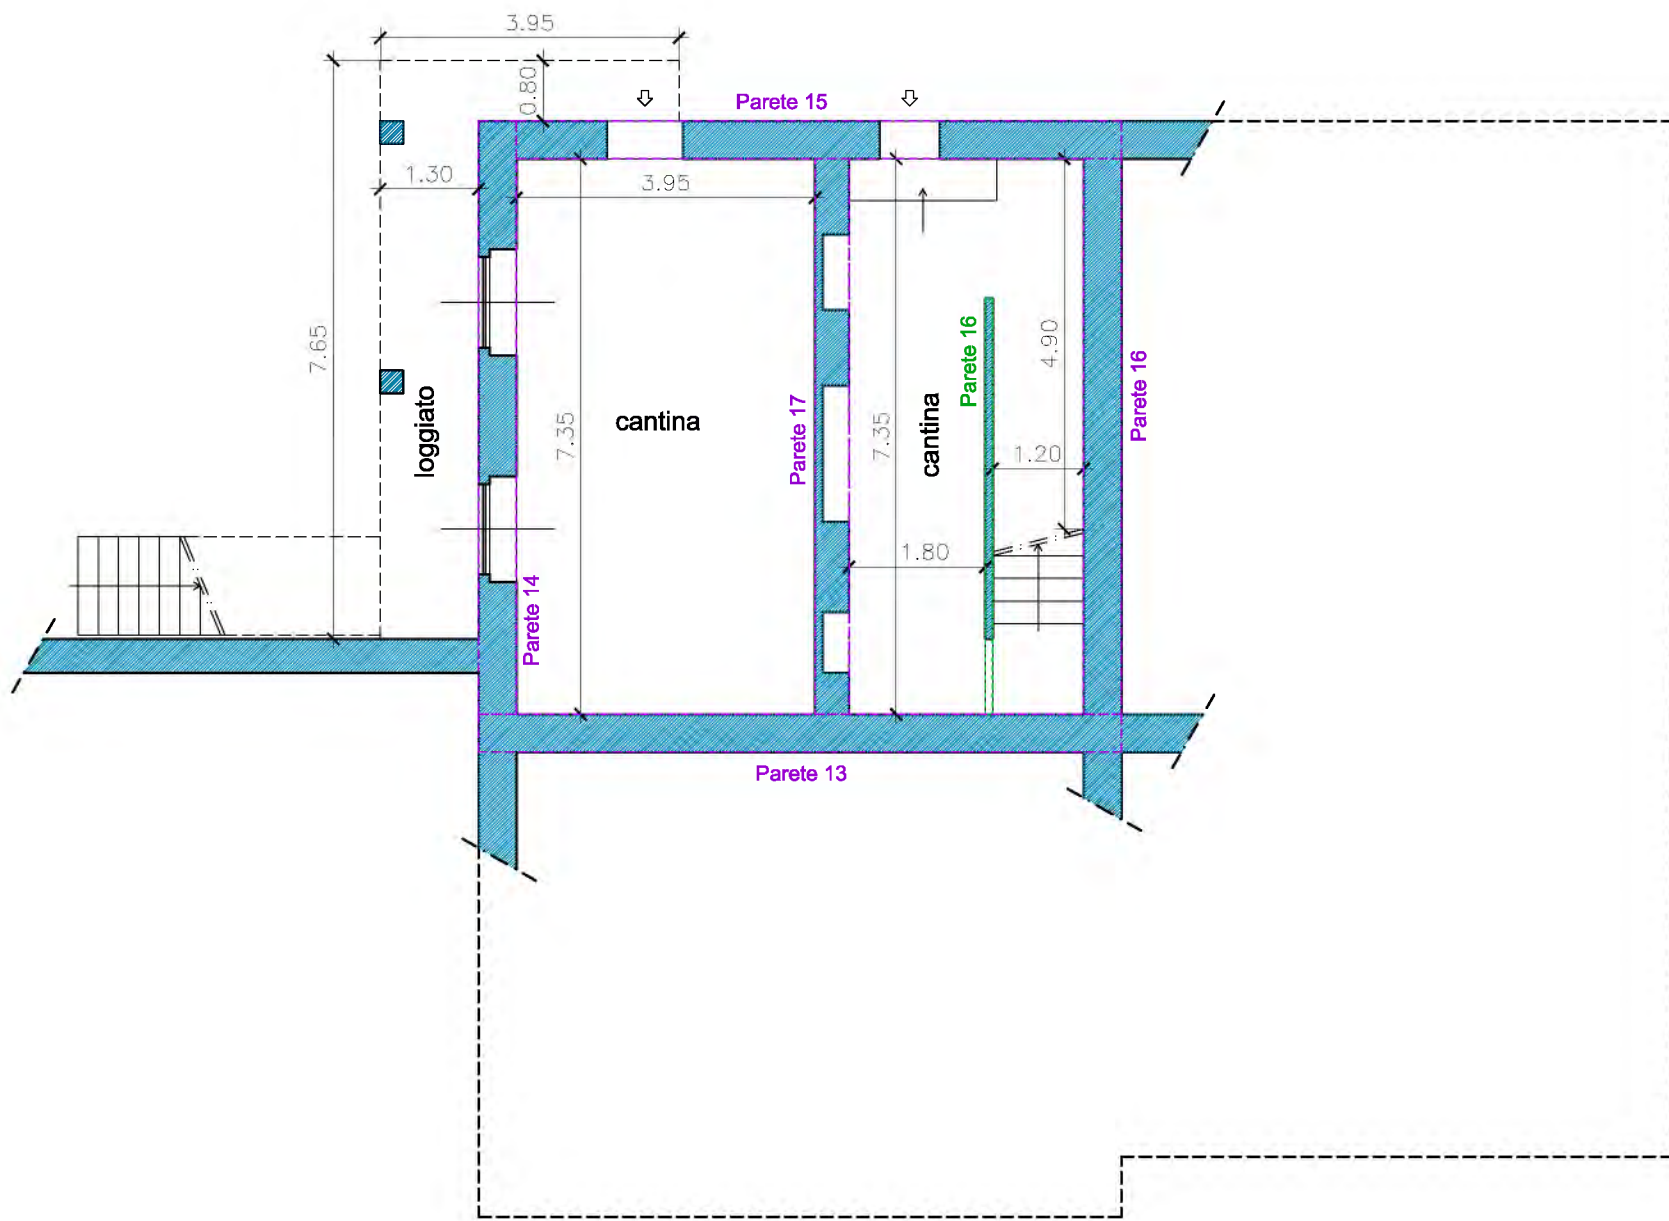 3.95
0.80
Parete 15
1.30
3.95
7.65
loggiato
7.35
cantina
Parete 17
7.35
cantina
Parete 16
4.90
1.20
Parete 16
1.80
Parete 14
Parete 13